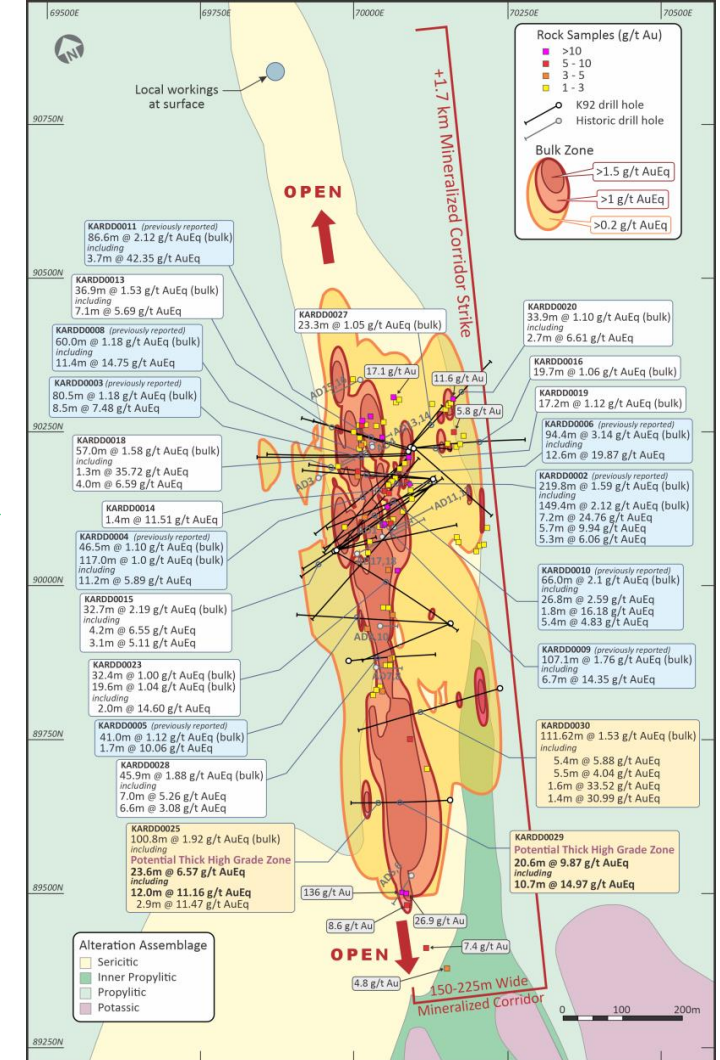 69500E
69750E
70000E
70250E
70500E
N
Rock Samples (g/t Au)
>10
5 - 10
3 - 5
1 - 3
K92 drill hole
Historic drill hole
Bulk Zone
>1.5 g/t AuEq
>1 g/t AuEq
>0.2 g/t AuEq
Local workings
at surface
90750N
+1.7 km Mineralized Corridor Strike
OPEN
KARDD0011 (previously reported)
86.6m @ 2.12 g/t AuEq (bulk)
including
3.7m @ 42.35 g/t AuEq
90500N
KARDD0013
36.9m @ 1.53 g/t AuEq (bulk)
including
7.1m @ 5.69 g/t AuEq
KARDD0027
23.3m @ 1.05 g/t AuEq (bulk)
KARDD0020
33.9m @ 1.10 g/t AuEq (bulk)
including
2.7m @ 6.61 g/t AuEq
KARDD0008 (previously reported)
60.0m @ 1.18 g/t AuEq (bulk)
including
11.4m @ 14.75 g/t AuEq
KARDD0016
19.7m @ 1.06 g/t AuEq (bulk)
17.1 g/t Au
11.6 g/t Au
5.8 g/t Au
KARDD0003 (previously reported)
80.5m @ 1.18 g/t AuEq (bulk)
8.5m @ 7.48 g/t AuEq
KARDD0019
17.2m @ 1.12 g/t AuEq (bulk)
90250N
KARDD0006 (previously reported)
94.4m @ 3.14 g/t AuEq (bulk)
including
12.6m @ 19.87 g/t AuEq
KARDD0018
57.0m @ 1.58 g/t AuEq (bulk)
including
1.3m @ 35.72 g/t AuEq
4.0m @ 6.59 g/t AuEq
KARDD0002 (previously reported)
219.8m @ 1.59 g/t AuEq (bulk)
including
149.4m @ 2.12 g/t AuEq (bulk)
7.2m @ 24.76 g/t AuEq
5.7m @ 9.94 g/t AuEq
5.3m @ 6.06 g/t AuEq
KARDD0014
1.4m @ 11.51 g/t AuEq
KARDD0004 (previously reported)
46.5m @ 1.10 g/t AuEq (bulk)
117.0m @ 1.0 g/t AuEq (bulk)
including
11.2m @ 5.89 g/t AuEq
90000N
KARDD0010 (previously reported)
66.0m @ 2.1 g/t AuEq (bulk)
including
26.8m @ 2.59 g/t AuEq
1.8m @ 16.18 g/t AuEq
5.4m @ 4.83 g/t AuEq
KARDD0015
32.7m @ 2.19 g/t AuEq (bulk)
including
4.2m @ 6.55 g/t AuEq
3.1m @ 5.11 g/t AuEq
KARDD0009 (previously reported)
107.1m @ 1.76 g/t AuEq (bulk)
including
6.7m @ 14.35 g/t AuEq
KARDD0023
32.4m @ 1.00 g/t AuEq (bulk)
19.6m @ 1.04 g/t AuEq (bulk)
including
2.0m @ 14.60 g/t AuEq
KARDD0005 (previously reported)
41.0m @ 1.12 g/t AuEq (bulk)
1.7m @ 10.06 g/t AuEq
89750N
KARDD0030
111.62m @ 1.53 g/t AuEq (bulk)
including
5.4m @ 5.88 g/t AuEq
5.5m @ 4.04 g/t AuEq
1.6m @ 33.52 g/t AuEq
1.4m @ 30.99 g/t AuEq
KARDD0028
45.9m @ 1.88 g/t AuEq (bulk)
including
7.0m @ 5.26 g/t AuEq
6.6m @ 3.08 g/t AuEq
KARDD0025
100.8m @ 1.92 g/t AuEq (bulk)
including
Potential Thick High Grade Zone
23.6m @ 6.57 g/t AuEq
including
12.0m @ 11.16 g/t AuEq
2.9m @ 11.47 g/t AuEq
KARDD0029
Potential Thick High Grade Zone
20.6m @ 9.87 g/t AuEq
including
10.7m @ 14.97 g/t AuEq
89500N
136 g/t Au
8.6 g/t Au
26.9 g/t Au
7.4 g/t Au
OPEN
4.8 g/t Au
150-225m Wide
Mineralized Corridor
Alteration Assemblage
Sericitic
Inner Propylitic
Propylitic
Potassic
0 100 200m
89250N